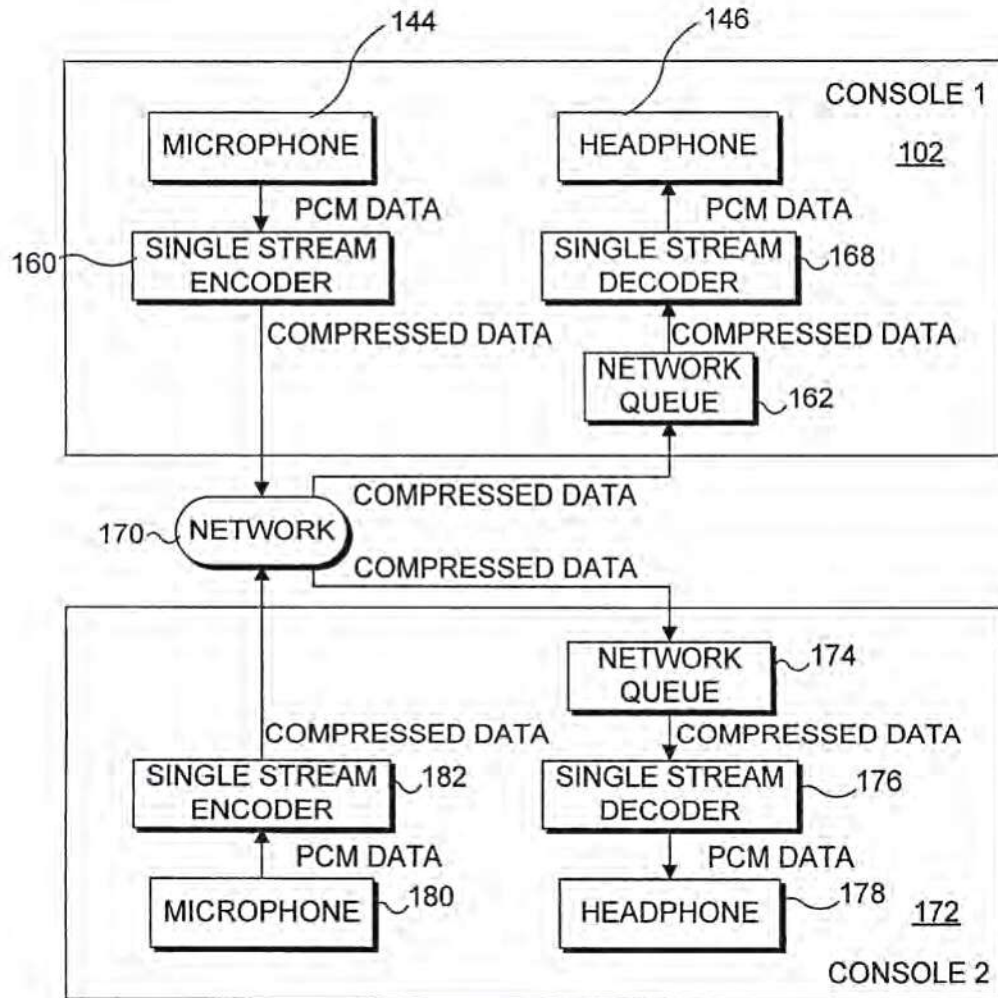 144
146
CONSOLE 1
MICROPHONE
HEADPHONE
102
PCM DATA
PCM DATA
160
SINGLE STREAM
ENCODER
SINGLE STREAM
DECODER
168
COMPRESSED DATA
COMPRESSED DATA
NETWORK
QUEUE
162
COMPRESSED DATA
170
NETWORK
COMPRESSED DATA
NETWORK
QUEUE
174
COMPRESSED DATA
COMPRESSED DATA
SINGLE STREAM
ENCODER
182
SINGLE STREAM
DECODER
176
PCM DATA
PCM DATA
MICROPHONE
180
HEADPHONE
178
172
CONSOLE 2